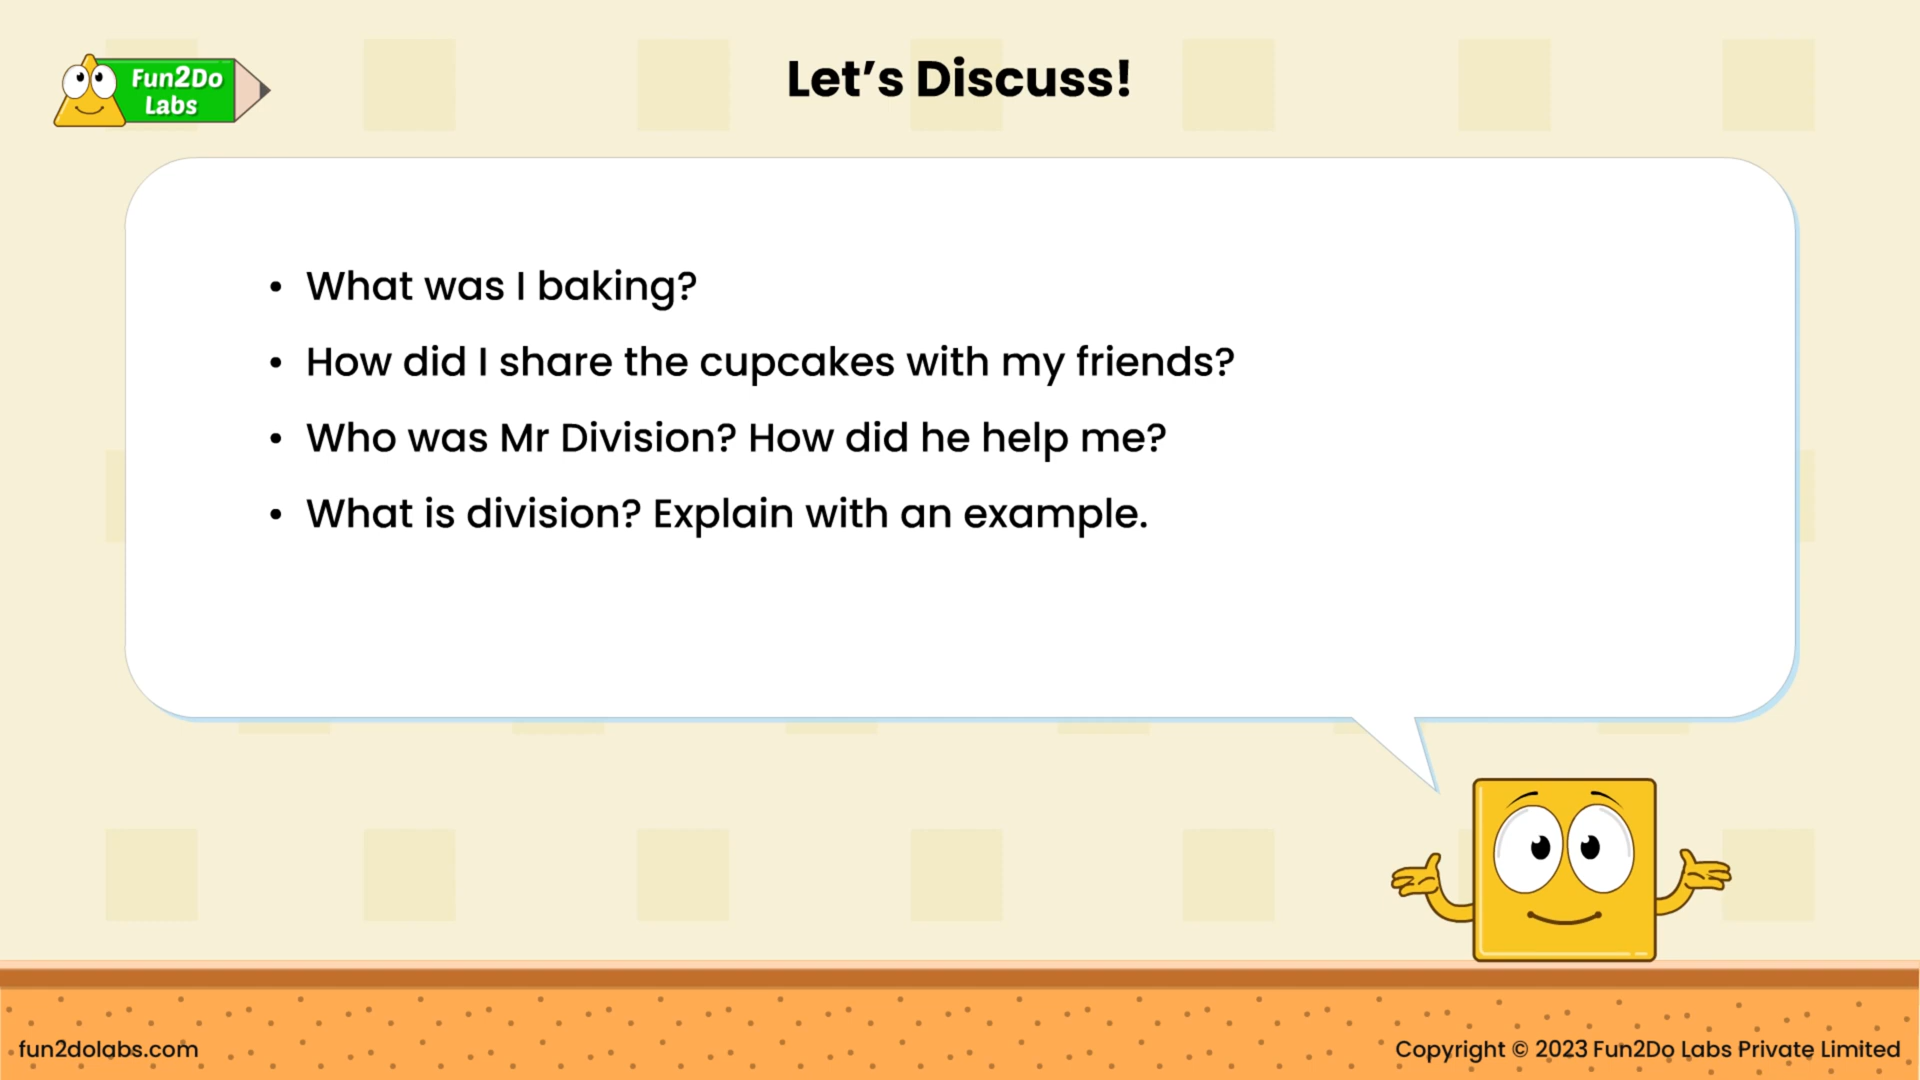 Fun2Do
Labs
Let’s Discuss!
• What was I baking?
• How did I share the cupcakes with my friends?
• Who was Mr Division? How did he help me?
• What is division? Explain with an example.
fun2dolabs.com
Copyright © 2023 Fun2Do Labs Private Limited